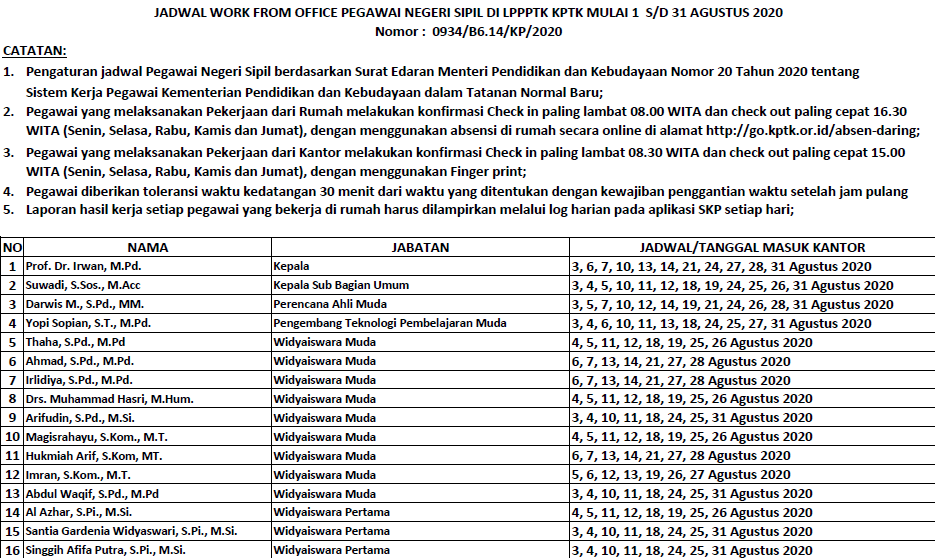 JADWAL WORK FROM OFFICE PEGAWAI NEGERI SIPIL DI LPPPTK KPTK MULAI 1 S/D 31 AGUSTUS 2020
Nomor : 0934/B6.14/KP/2020
CATATAN:
1. Pengaturan jadwal Pegawai Negeri Sipil berdasarkan Surat Edaran Menteri Pendidikan dan Kebudayaan Nomor 20 Tahun 2020 tentang
Sistem Kerja Pegawai Kementerian Pendidikan dan Kebudayaan dalam Tatanan Normal Baru;
2. Pegawai yang melaksanakan Pekerjaan dari Rumah melakukan konfirmasi Check in paling lambat 08.00 WITA dan check out paling cepat 16.30
WITA (Senin, Selasa, Rabu, Kamis dan Jumat), dengan menggunakan absensi di rumah secara online di alamat http://go.kptk.or.id/absen-daring;
3. Pegawai yang melaksanakan Pekerjaan dari Kantor melakukan konfirmasi Check in paling lambat 08.30 WITA dan check out paling cepat 15.00
WITA (Senin, Selasa, Rabu, Kamis dan Jumat), dengan menggunakan Finger print;
4. Pegawai diberikan toleransi waktu kedatangan 30 menit dari waktu yang ditentukan dengan kewajiban penggantian waktu setelah jam pulang
5. Laporan hasil kerja setiap pegawai yang bekerja di rumah harus dilampirkan melalui log harian pada aplikasi SKP setiap hari;
NO NAMA JABATAN JADWAL/TANGGAL MASUK KANTOR
1 Prof. Dr. Irwan, M.Pd. Kepala 3, 6, 7, 10, 13, 14, 21, 24, 27, 28, 31 Agustus 2020
2 Suwadi, S.Sos., M.Acc Kepala Sub Bagian Umum 3, 4, 5, 10, 11, 12, 18, 19, 24, 25, 26, 31 Agustus 2020
3 Darwis M., S.Pd., MM. Perencana Ahli Muda 3, 5, 7, 10, 12, 14, 19, 21, 24, 26, 28, 31 Agustus 2020
4 Yopi Sopian, S.T., M.Pd. Pengembang Teknologi Pembelajaran Muda 3, 4, 6, 10, 11, 13, 18, 24, 25, 27, 31 Agustus 2020
5 Thaha, S.Pd., M.Pd Widyaiswara Muda 4, 5, 11, 12, 18, 19, 25, 26 Agustus 2020
6 Ahmad, S.Pd., M.Pd. Widyaiswara Muda 6, 7, 13, 14, 21, 27, 28 Agustus 2020
7 Irlidiya, S.Pd., M.Pd. Widyaiswara Muda 6, 7, 13, 14, 21, 27, 28 Agustus 2020
8 Drs. Muhammad Hasri, M.Hum. Widyaiswara Muda 4, 5, 11, 12, 18, 19, 25, 26 Agustus 2020
9 Arifudin, S.Pd., M.Si. Widyaiswara Muda 3, 4, 10, 11, 18, 24, 25, 31 Agustus 2020
10 Magisrahayu, S.Kom., M.T. Widyaiswara Muda 4, 5, 11, 12, 18, 19, 25, 26 Agustus 2020
11 Hukmiah Arif, S.Kom, MT. Widyaiswara Muda 6, 7, 13, 14, 21, 27, 28 Agustus 2020
12 Imran, S.Kom., M.T. Widyaiswara Muda 5, 6, 12, 13, 19, 26, 27 Agustus 2020
13 Abdul Waqif, S.Pd., M.Pd Widyaiswara Muda 3, 4, 10, 11, 18, 24, 25, 31 Agustus 2020
14 Al Azhar, S.Pi., M.Si. Widyaiswara Pertama 4, 5, 11, 12, 18, 19, 25, 26 Agustus 2020
15 Santia Gardenia Widyaswari, S.Pi., M.Si. Widyaiswara Pertama 3, 4, 10, 11, 18, 24, 25, 31 Agustus 2020
16 Singgih Afifa Putra, S.Pi., M.Si. Widyaiswara Pertama 3, 4, 10, 11, 18, 24, 25, 31 Agustus 2020